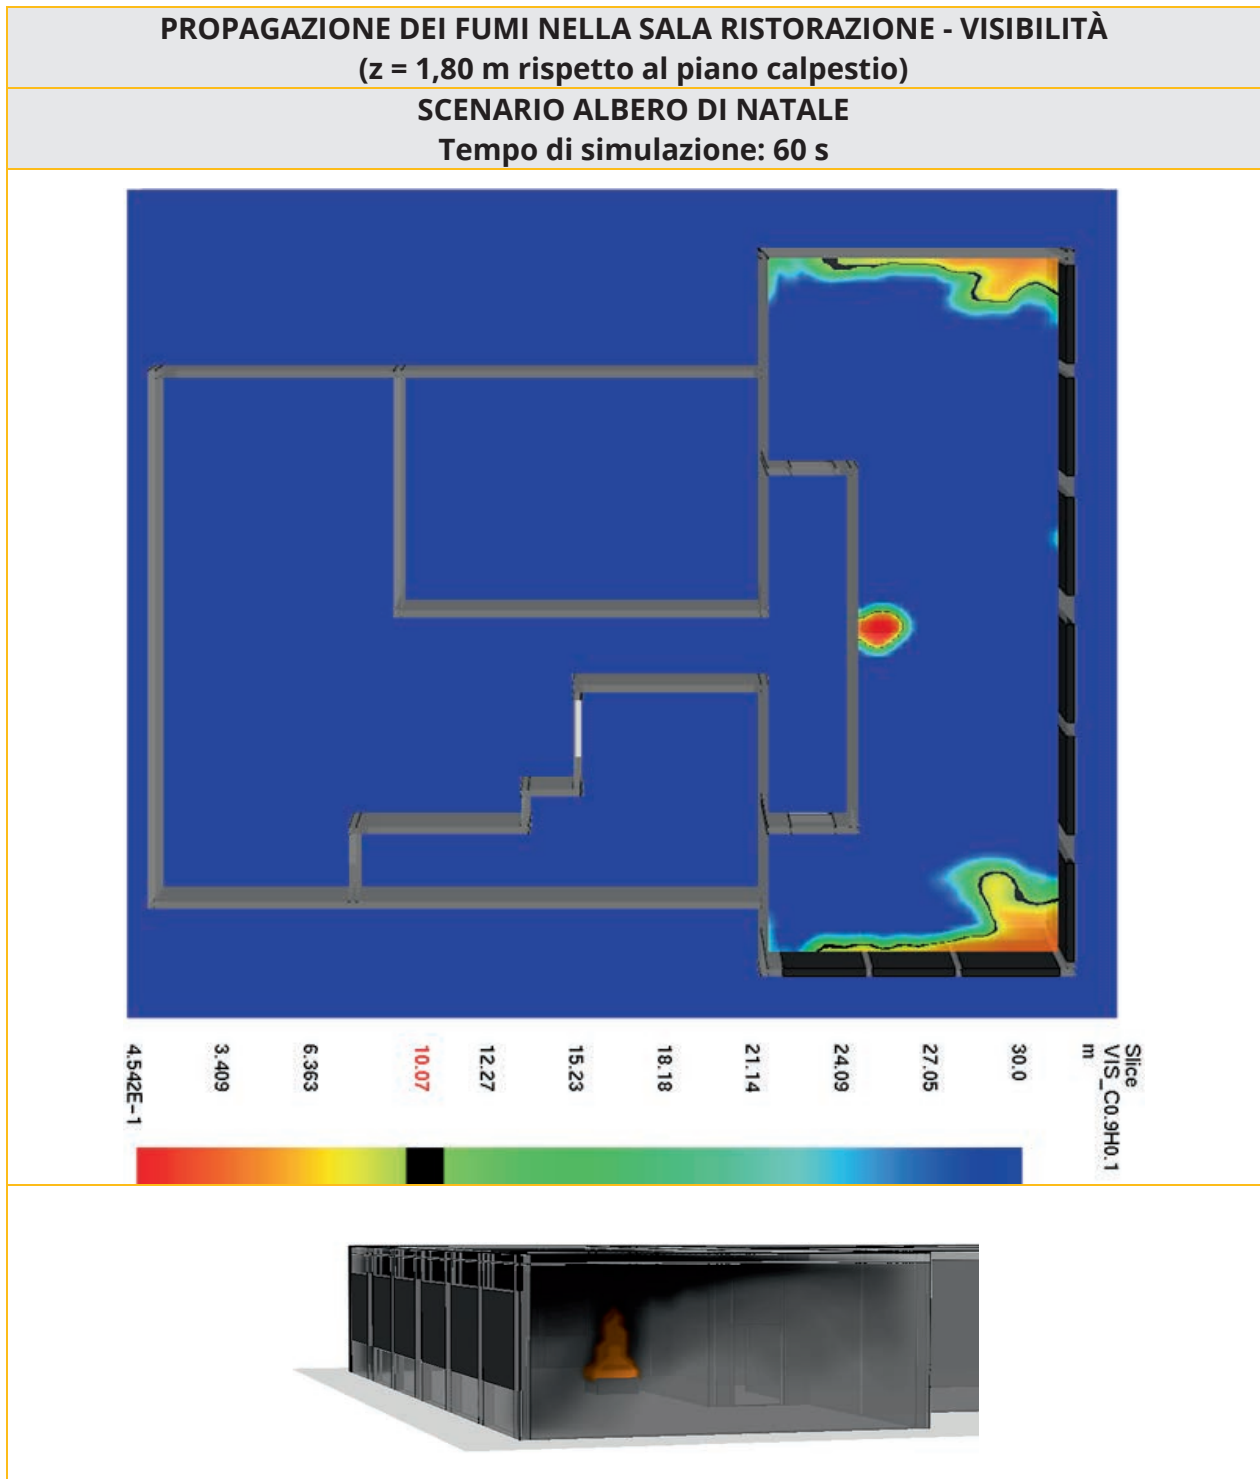 PROPAGAZIONE DEI FUMI NELLA SALA RISTORAZIONE - VISIBILITÀ
(z = 1,80 m rispetto al piano calpestio)
SCENARIO ALBERO DI NATALE
Tempo di simulazione: 60 s
Slice
VIS_C0.9H0.1
m
30.0
27.05
24.09
21.14
18.18
15.23
12.27
10.07
6.363
3.409
4.542E-1